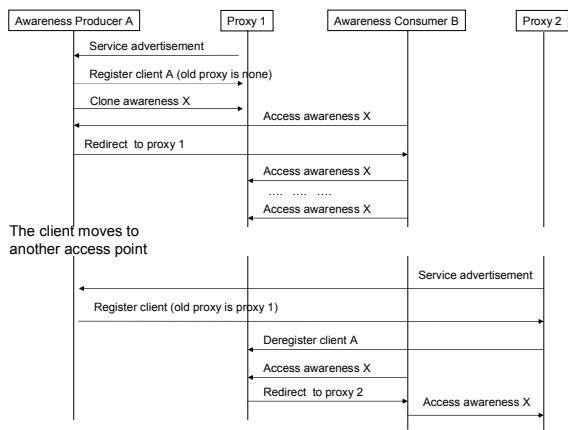 Awareness Producer A
Proxy 1
Awareness Consumer B
Proxy 2
Service advertisement
Register client A (old proxy is none)
Clone awareness X
Access awareness X
Redirect to proxy 1
Access awareness X
.... .... ....
Access awareness X
The client moves to
another access point
Service advertisement
Register client (old proxy is proxy 1)
Deregister client A
Access awareness X
Redirect to proxy 2
Access awareness X